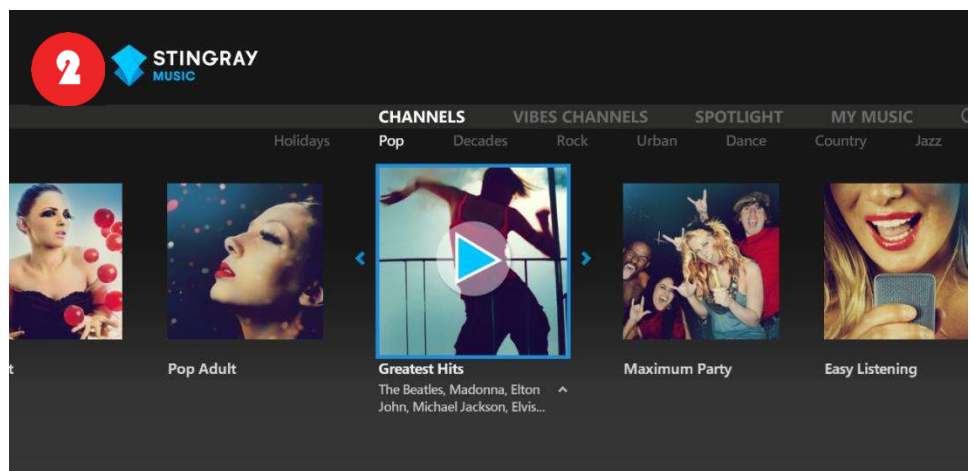 2
STINGRAY
MUSIC
CHANNELS VIBES CHANNELS SPOTLIGHT MY MUSIC
Holidays Pop Decades Rock Urban Dance Country Jazz
t Pop Adult Greatest Hits Maximum Party Easy Listening
The Beatles, Madonna, Elton
John, Michael Jackson, Elvis...